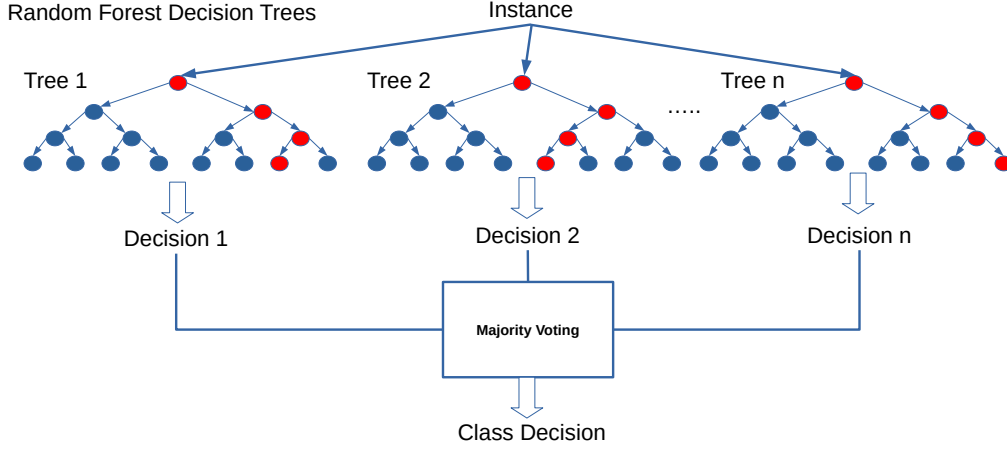 Random Forest Decision Trees
Instance
Tree 1
Tree 2
.....
Tree n
Decision 1
Decision 2
Decision n
Majority Voting
Class Decision